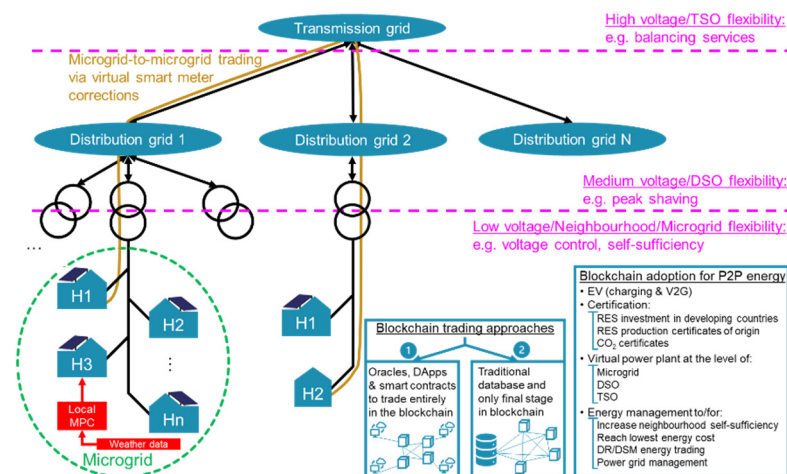 Transmission grid
High voltage/TSO flexibility:
e.g. balancing services
Microgrid-to-microgrid trading
via virtual smart meter
corrections
Distribution grid 1
Distribution grid 2
Distribution grid N
Medium voltage/DSO flexibility:
e.g. peak shaving
Low voltage/Neighbourhood/Microgrid flexibility:
e.g. voltage control, self-sufficiency
...
H1
H2
H3
⋮
Hn
Local
MPC
Weather data
Microgrid
H1
H2
Blockchain trading approaches
1
2
Oracles, DApps
& smart contracts
to trade entirely
in the blockchain
Traditional
database and
only final stage
in blockchain
Blockchain adoption for P2P energy
• EV (charging & V2G)
• Certification:
RES investment in developing countries
RES production certificates of origin
CO₂ certificates
• Virtual power plant at the level of:
Microgrid
DSO
TSO
• Energy management to/for:
Increase neighbourhood self-sufficiency
Reach lowest energy cost
DR/DSM energy trading
Power grid management